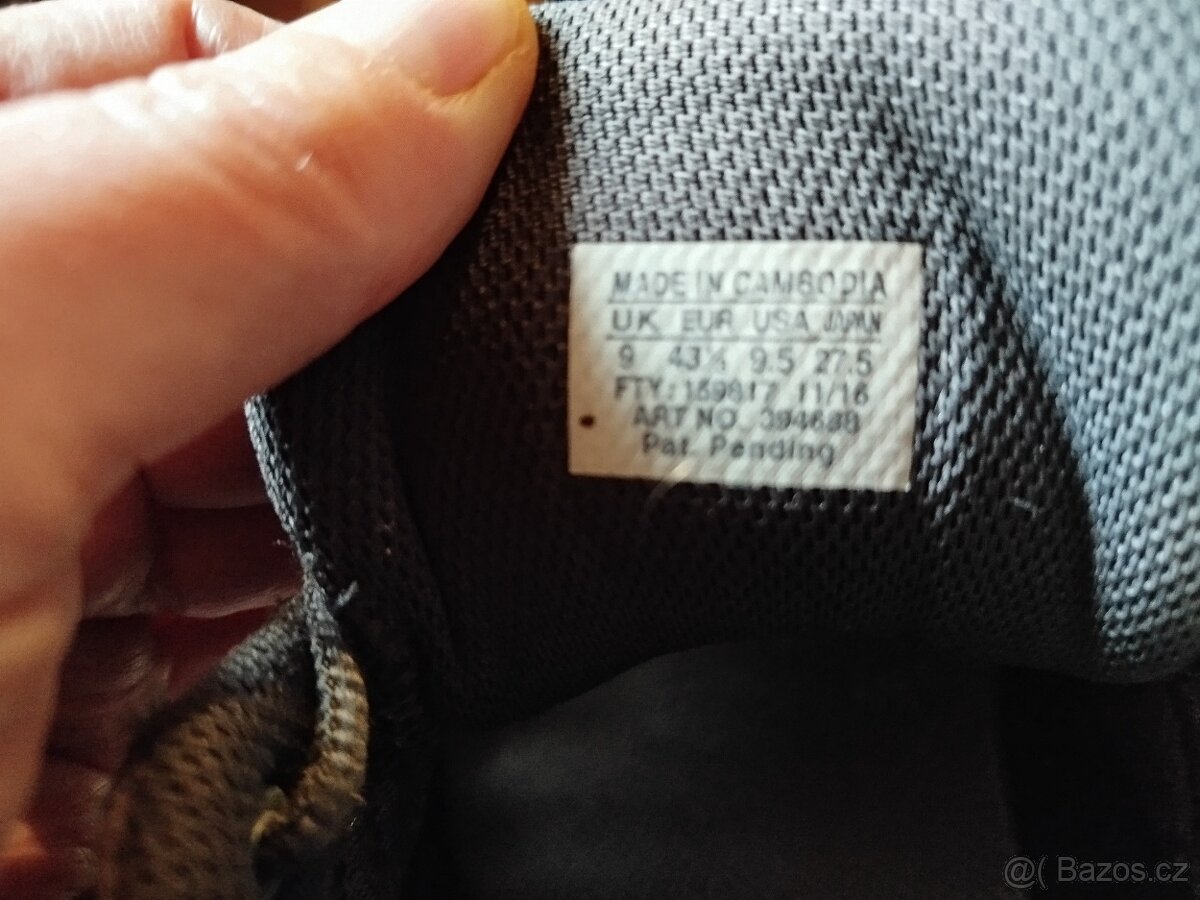 MADE IN CAMBODIA
UK EUR USA JAPAN
9 43⅓ 9.5 27.5
FTY: 159817 11/16
ART NO. 394688
Pat. Pending
@( Bazos.cz